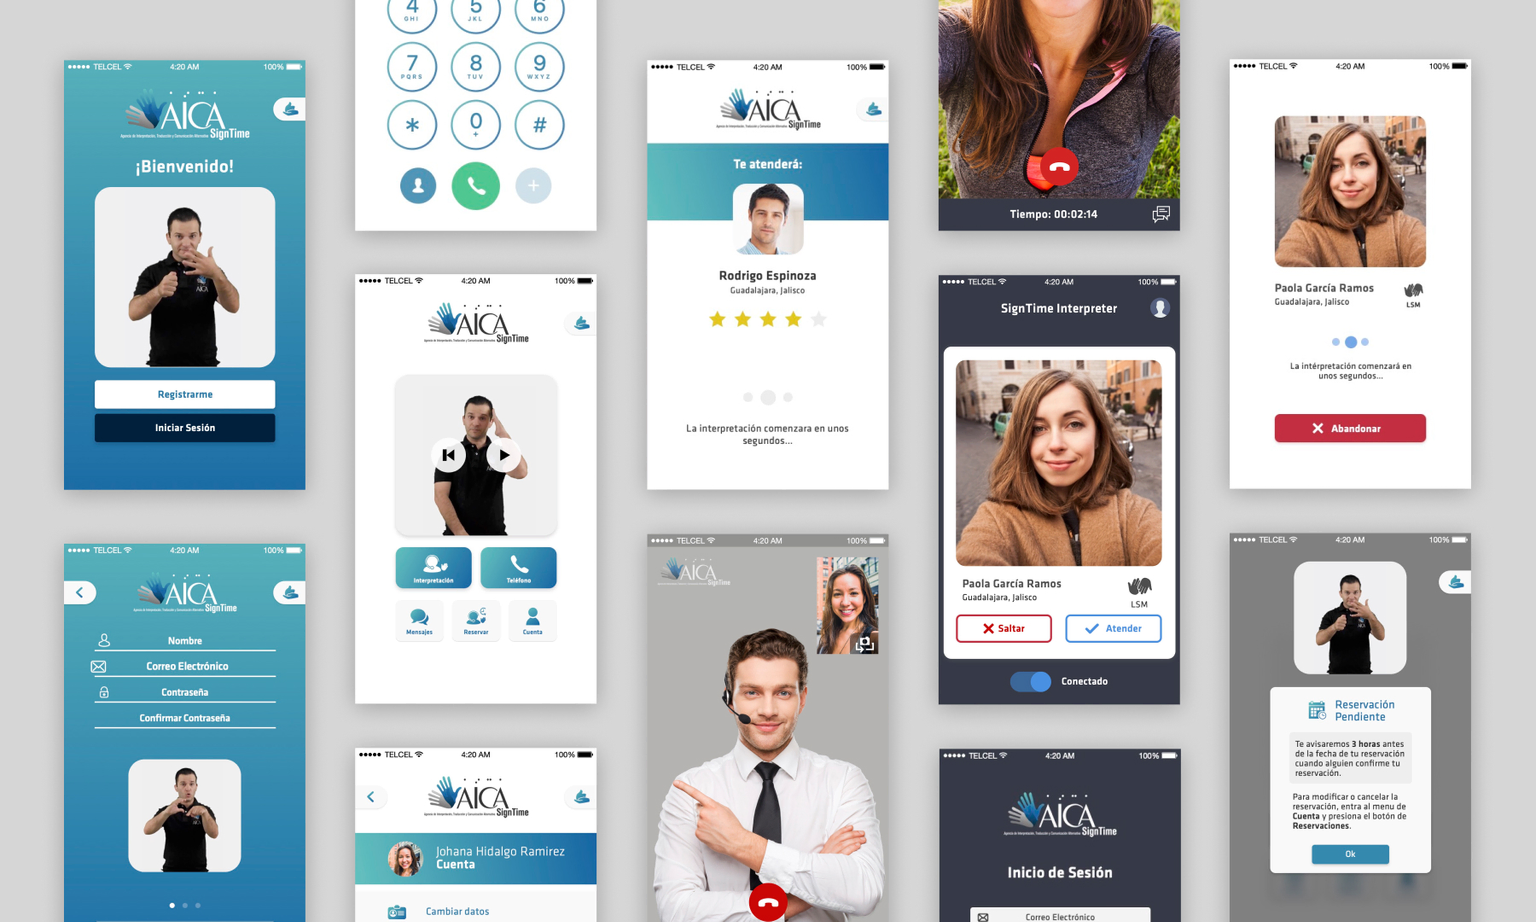 TELCEL 4:20 AM 100%
AICA
Agencia de Interpretación, Traducción y Comunicación Alternativa SignTime
¡Bienvenido!
Registrarme
Iniciar Sesión
TELCEL 4:20 AM 100%
AICA
SignTime
Nombre
Correo Electrónico
Contraseña
Confirmar Contraseña
4 5 6
GHI JKL MNO
7 8 9
PQRS TUV WXYZ
* 0 #
+
TELCEL 4:20 AM 100%
AICA
SignTime
Interpretación Teléfono
Mensajes Reservar Cuenta
TELCEL 4:20 AM 100%
AICA
SignTime
Johana Hidalgo Ramirez
Cuenta
Cambiar datos
TELCEL 4:20 AM 100%
AICA
SignTime
Te atenderá:
Rodrigo Espinoza
Guadalajara, Jalisco
La interpretación comenzara en unos
segundos...
TELCEL 4:20 AM 100%
AICA
SignTime
Tiempo: 00:02:14
TELCEL 4:20 AM 100%
SignTime Interpreter
Paola García Ramos
Guadalajara, Jalisco
LSM
Saltar Atender
Conectado
TELCEL 4:20 AM 100%
AICA
SignTime
Inicio de Sesión
Correo Electrónico
TELCEL 4:20 AM 100%
Paola García Ramos
Guadalajara, Jalisco
LSM
La intérpretación comenzará en
unos segundos...
Abandonar
TELCEL 4:20 AM 100%
Reservación
Pendiente
Te avisaremos 3 horas antes
de la fecha de tu reservación
cuando alguien confirme tu
reservación.
Para modificar o cancelar la
reservación, entra al menu de
Cuenta y presiona el botón de
Reservaciones.
Ok